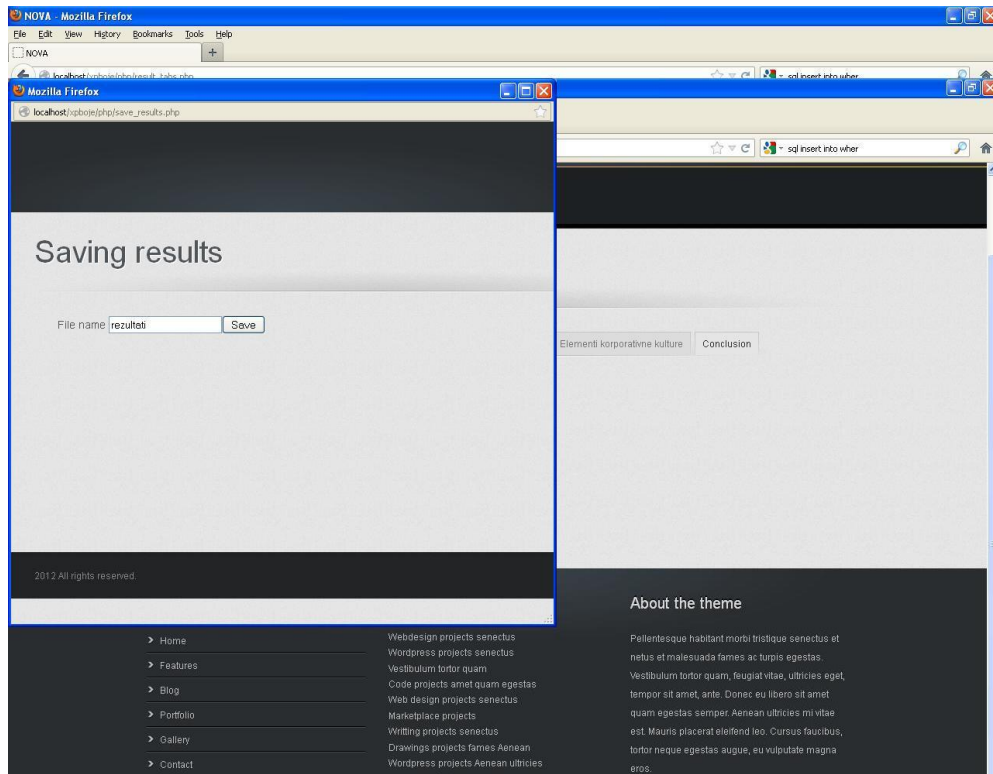 NOVA - Mozilla Firefox
File Edit View History Bookmarks Tools Help
NOVA
localhost/xpboje/php/result_tabs.php
sql insert into wher
Mozilla Firefox
localhost/xpboje/php/save_results.php
sql insert into wher
Saving results
File name rezultati Save
Elementi korporativne kulture Conclusion
2012 All rights reserved.
Home
Features
Blog
Portfolio
Gallery
Contact
Webdesign projects senectus
Wordpress projects senectus
Vestibulum tortor quam
Code projects amet quam egestas
Web design projects senectus
Marketplace projects
Writting projects senectus
Drawings projects fames Aenean
Wordpress projects Aenean ultricies
About the theme
Pellentesque habitant morbi tristique senectus et
netus et malesuada fames ac turpis egestas.
Vestibulum tortor quam, feugiat vitae, ultricies eget,
tempor sit amet, ante. Donec eu libero sit amet
quam egestas semper. Aenean ultricies mi vitae
est. Mauris placerat eleifend leo. Cursus faucibus,
tortor neque egestas augue, eu vulputate magna
eros.